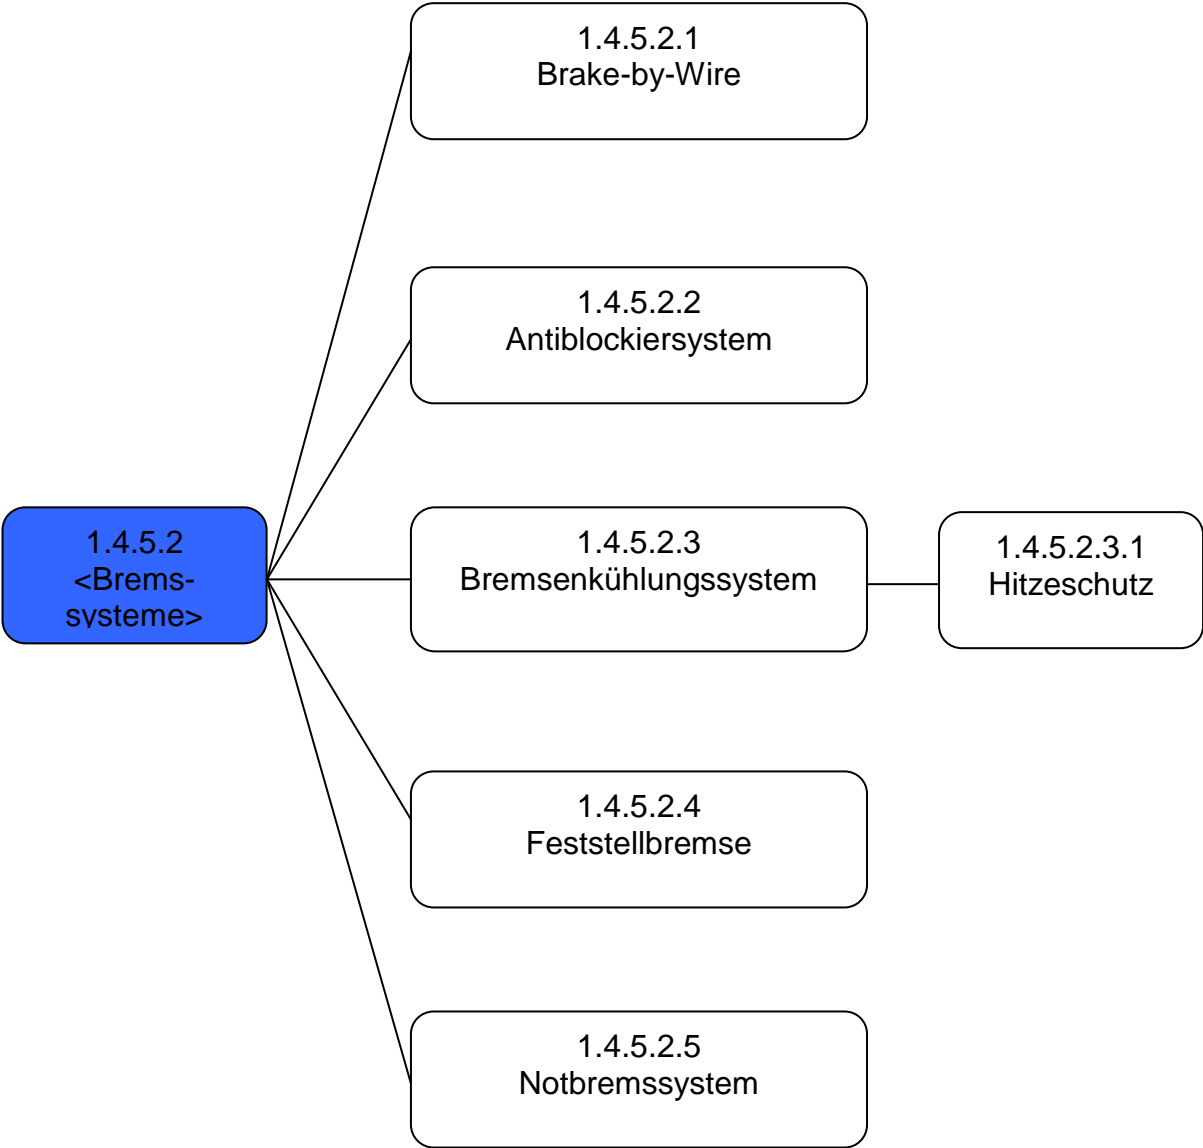 1.4.5.2.1
Brake-by-Wire
1.4.5.2.2
Antiblockiersystem
1.4.5.2
<Brems-
systeme>
1.4.5.2.3
Bremsenkühlungssystem
1.4.5.2.3.1
Hitzeschutz
1.4.5.2.4
Feststellbremse
1.4.5.2.5
Notbremssystem